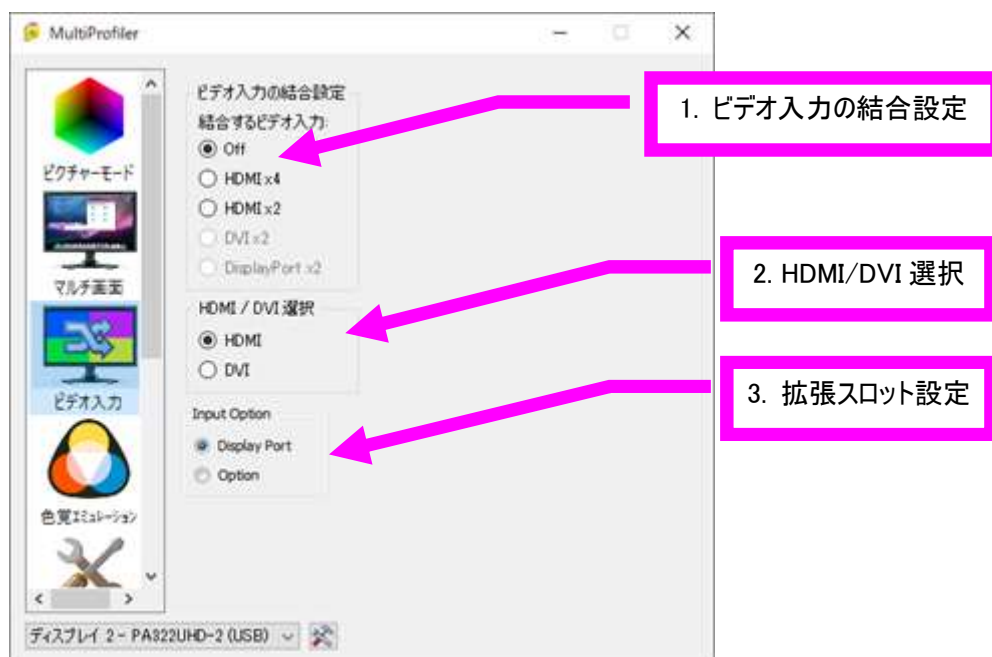 MultiProfiler
ピクチャーモード
マルチ画面
ビデオ入力
色覚エミュレーション
ビデオ入力の結合設定
結合するビデオ入力:
Off
HDMI x4
HDMI x2
DVI x2
DisplayPort x2
HDMI / DVI 選択
HDMI
DVI
Input Option
Display Port
Option
ディスプレイ 2 - PA322UHD-2 (USB)
1. ビデオ入力の結合設定
2. HDMI/DVI 選択
3. 拡張スロット設定